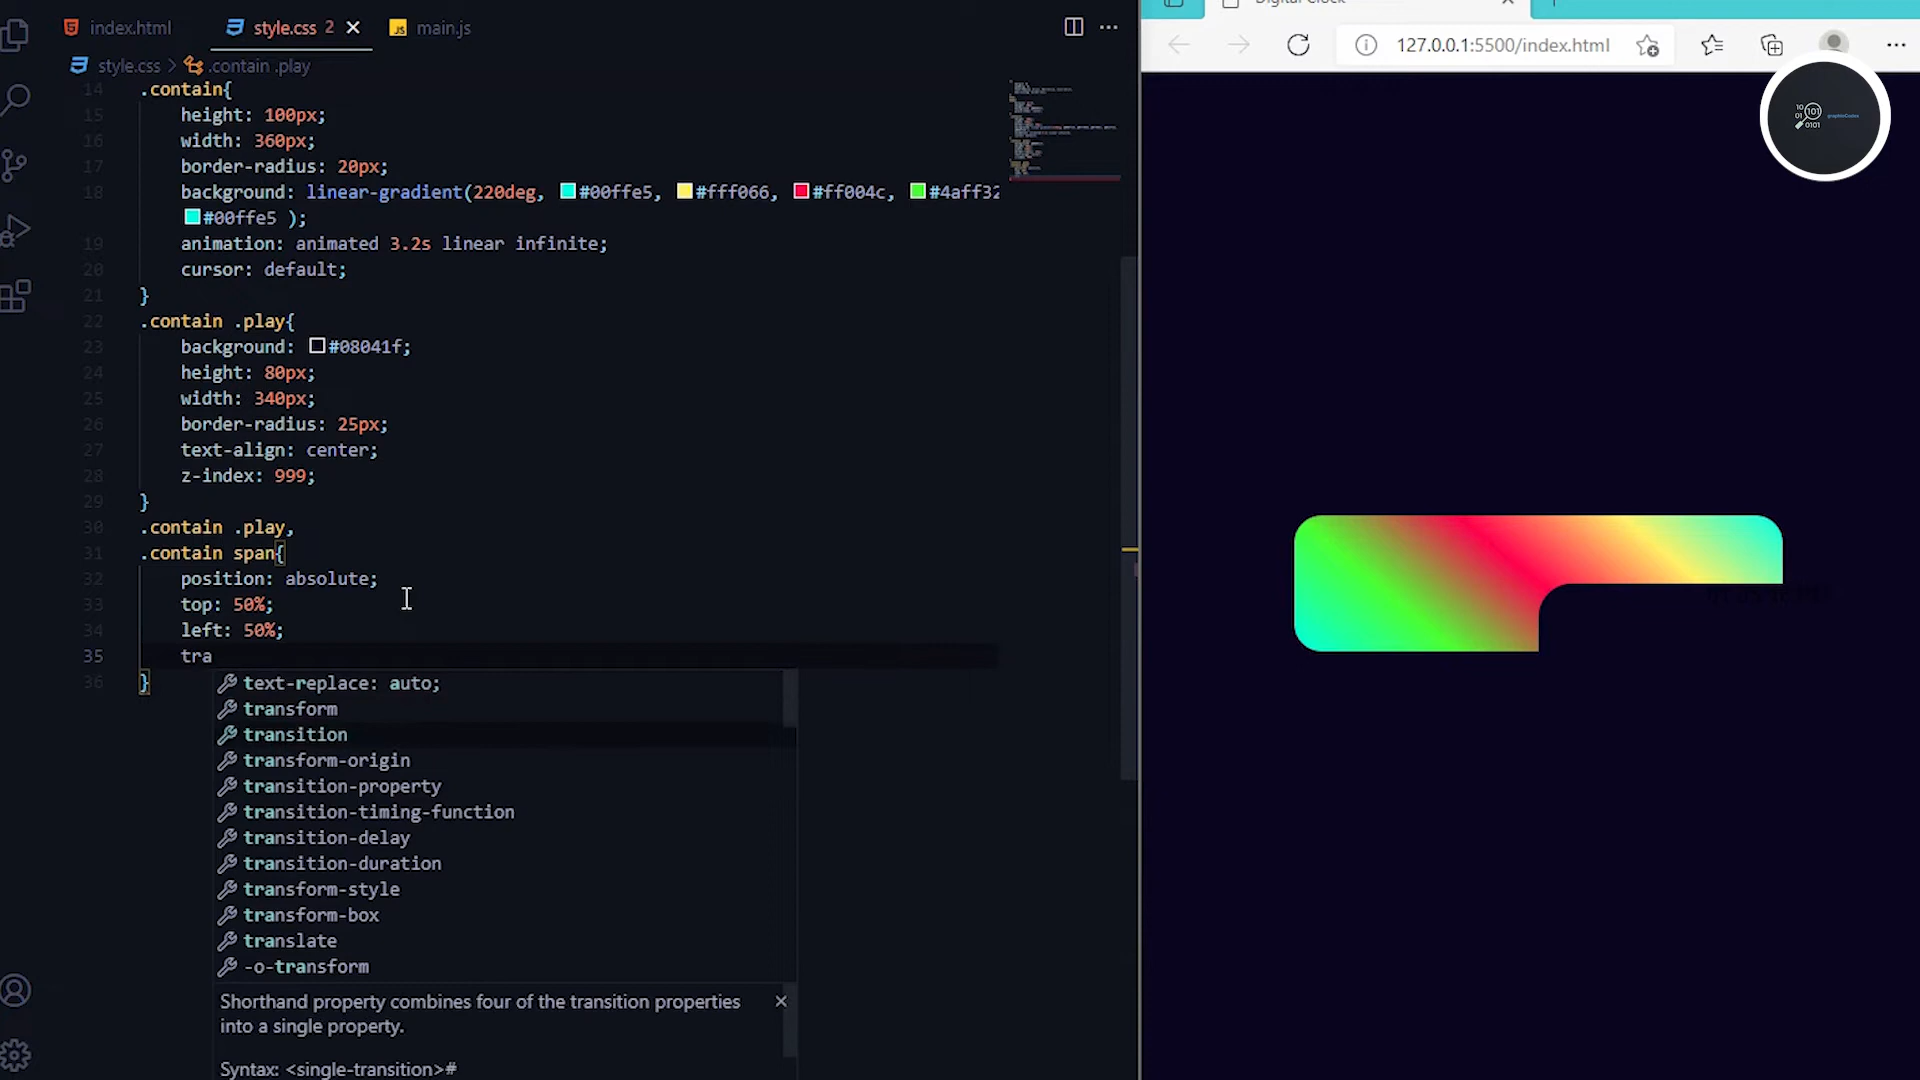 index.html
style.css 2
main.js
style.css > .contain .play
14 .contain{
15 height: 100px;
16 width: 360px;
17 border-radius: 20px;
18 background: linear-gradient(220deg, #00ffe5, #fff066, #ff004c, #4aff32
#00ffe5 );
19 animation: animated 3.2s linear infinite;
20 cursor: default;
21 }
22 .contain .play{
23 background: #08041f;
24 height: 80px;
25 width: 340px;
26 border-radius: 25px;
27 text-align: center;
28 z-index: 999;
29 }
30 .contain .play,
31 .contain span{
32 position: absolute;
33 top: 50%;
34 left: 50%;
35 tra
36 }
text-replace: auto;
transform
transition
transform-origin
transition-property
transition-timing-function
transition-delay
transition-duration
transform-style
transform-box
translate
-o-transform
Shorthand property combines four of the transition properties
into a single property.
Syntax: <single-transition>#
Digital Clock
127.0.0.1:5500/index.html
10
01 101
0101